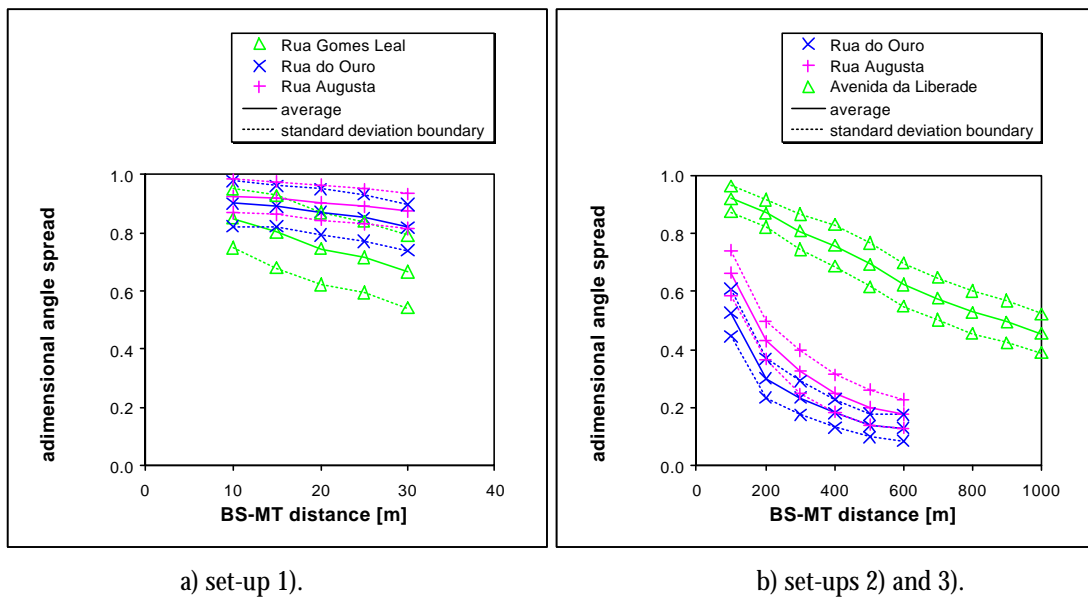 Rua Gomes Leal
Rua do Ouro
Rua Augusta
average
standard deviation boundary
adimensional angle spread
1.0
0.8
0.6
0.4
0.2
0.0
0 10 20 30 40
BS-MT distance [m]
a) set-up 1).
Rua do Ouro
Rua Augusta
Avenida da Liberade
average
standard deviation boundary
adimensional angle spread
1.0
0.8
0.6
0.4
0.2
0.0
0 200 400 600 800 1000
BS-MT distance [m]
b) set-ups 2) and 3).